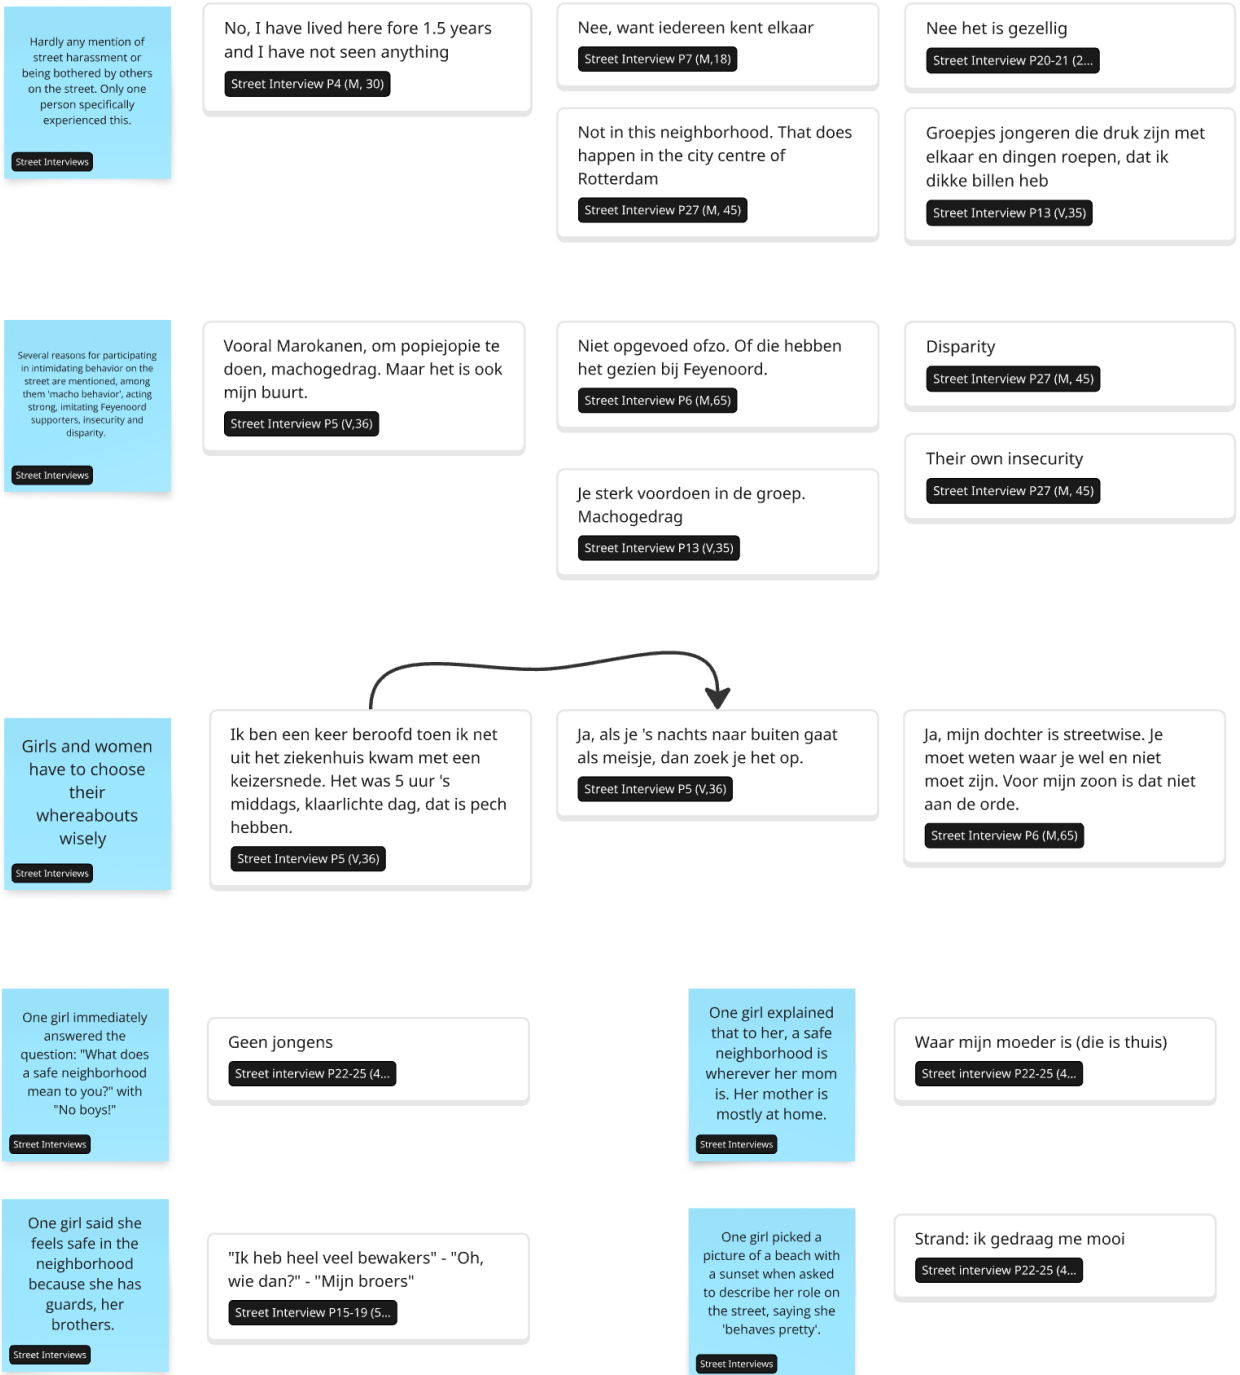 Hardly any mention of
street harassment or
being bothered by others
on the street. Only one
person specifically
experienced this.
Street Interviews
No, I have lived here fore 1.5 years
and I have not seen anything
Street Interview P4 (M, 30)
Nee, want iedereen kent elkaar
Street Interview P7 (M,18)
Nee het is gezellig
Street Interview P20-21 (2...
Not in this neighborhood. That does
happen in the city centre of
Rotterdam
Street Interview P27 (M, 45)
Groepjes jongeren die druk zijn met
elkaar en dingen roepen, dat ik
dikke billen heb
Street Interview P13 (V,35)
Several reasons for participating
in intimidating behavior on the
street are mentioned, among
them 'macho behavior', acting
strong, imitating Feyenoord
supporters, insecurity and
disparity.
Street Interviews
Vooral Marokanen, om popiejopie te
doen, machogedrag. Maar het is ook
mijn buurt.
Street Interview P5 (V,36)
Niet opgevoed ofzo. Of die hebben
het gezien bij Feyenoord.
Street Interview P6 (M,65)
Disparity
Street Interview P27 (M, 45)
Je sterk voordoen in de groep.
Machogedrag
Street Interview P13 (V,35)
Their own insecurity
Street Interview P27 (M, 45)
Girls and women
have to choose
their
whereabouts
wisely
Street Interviews
Ik ben een keer beroofd toen ik net
uit het ziekenhuis kwam met een
keizersnede. Het was 5 uur 's
middags, klaarlichte dag, dat is pech
hebben.
Street Interview P5 (V,36)
Ja, als je 's nachts naar buiten gaat
als meisje, dan zoek je het op.
Street Interview P5 (V,36)
Ja, mijn dochter is streetwise. Je
moet weten waar je wel en niet
moet zijn. Voor mijn zoon is dat niet
aan de orde.
Street Interview P6 (M,65)
One girl immediately
answered the
question: "What does
a safe neighborhood
mean to you?" with
"No boys!"
Street Interviews
Geen jongens
Street interview P22-25 (4...
One girl explained
that to her, a safe
neighborhood is
wherever her mom
is. Her mother is
mostly at home.
Street Interviews
Waar mijn moeder is (die is thuis)
Street interview P22-25 (4...
One girl said she
feels safe in the
neighborhood
because she has
guards, her
brothers.
Street Interviews
"Ik heb heel veel bewakers" - "Oh,
wie dan?" - "Mijn broers"
Street Interview P15-19 (5...
One girl picked a
picture of a beach with
a sunset when asked
to describe her role on
the street, saying she
'behaves pretty'.
Street Interviews
Strand: ik gedraag me mooi
Street interview P22-25 (4...